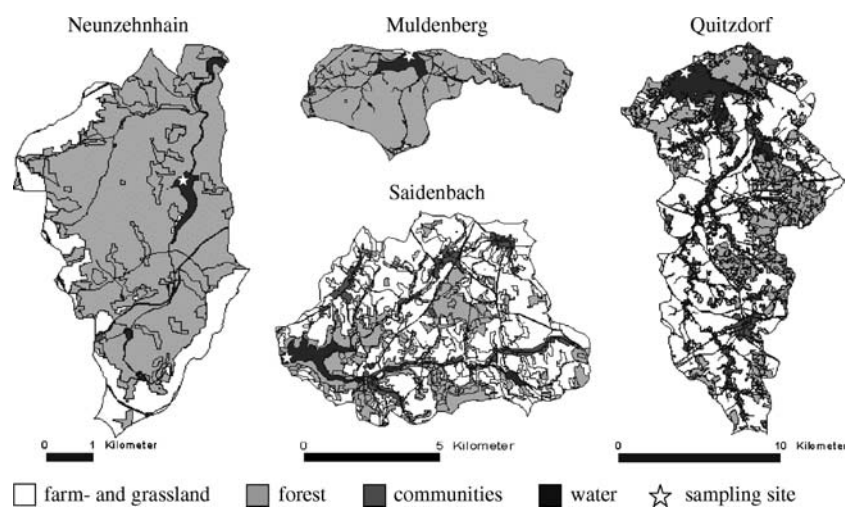 Neunzehnhain
Muldenberg
Quitzdorf
Saidenbach
0 1 Kilometer
0 5 Kilometer
0 10 Kilometer
farm- and grassland forest communities water sampling site